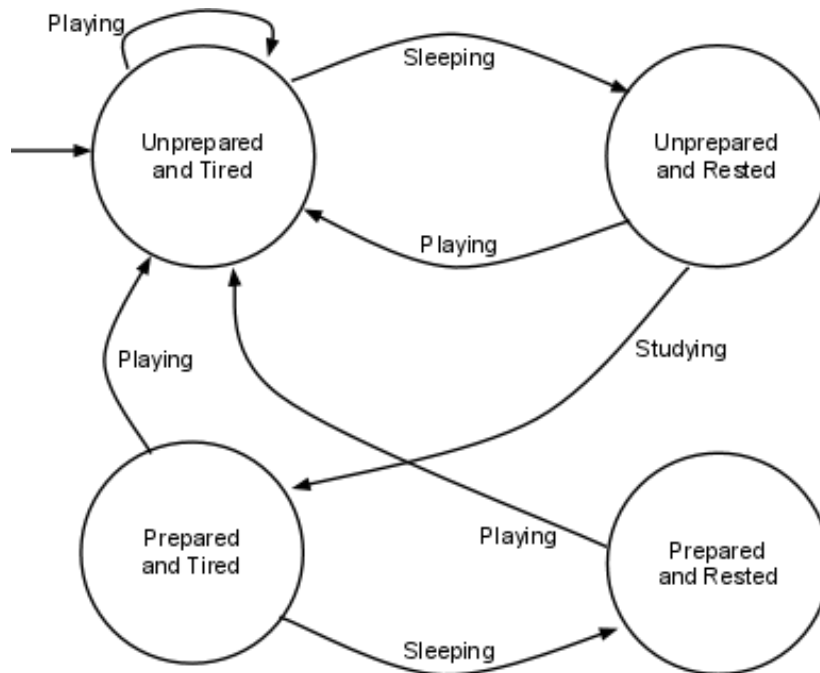 Playing
Sleeping
Unprepared
and Tired
Unprepared
and Rested
Playing
Studying
Playing
Prepared
and Tired
Playing
Prepared
and Rested
Sleeping